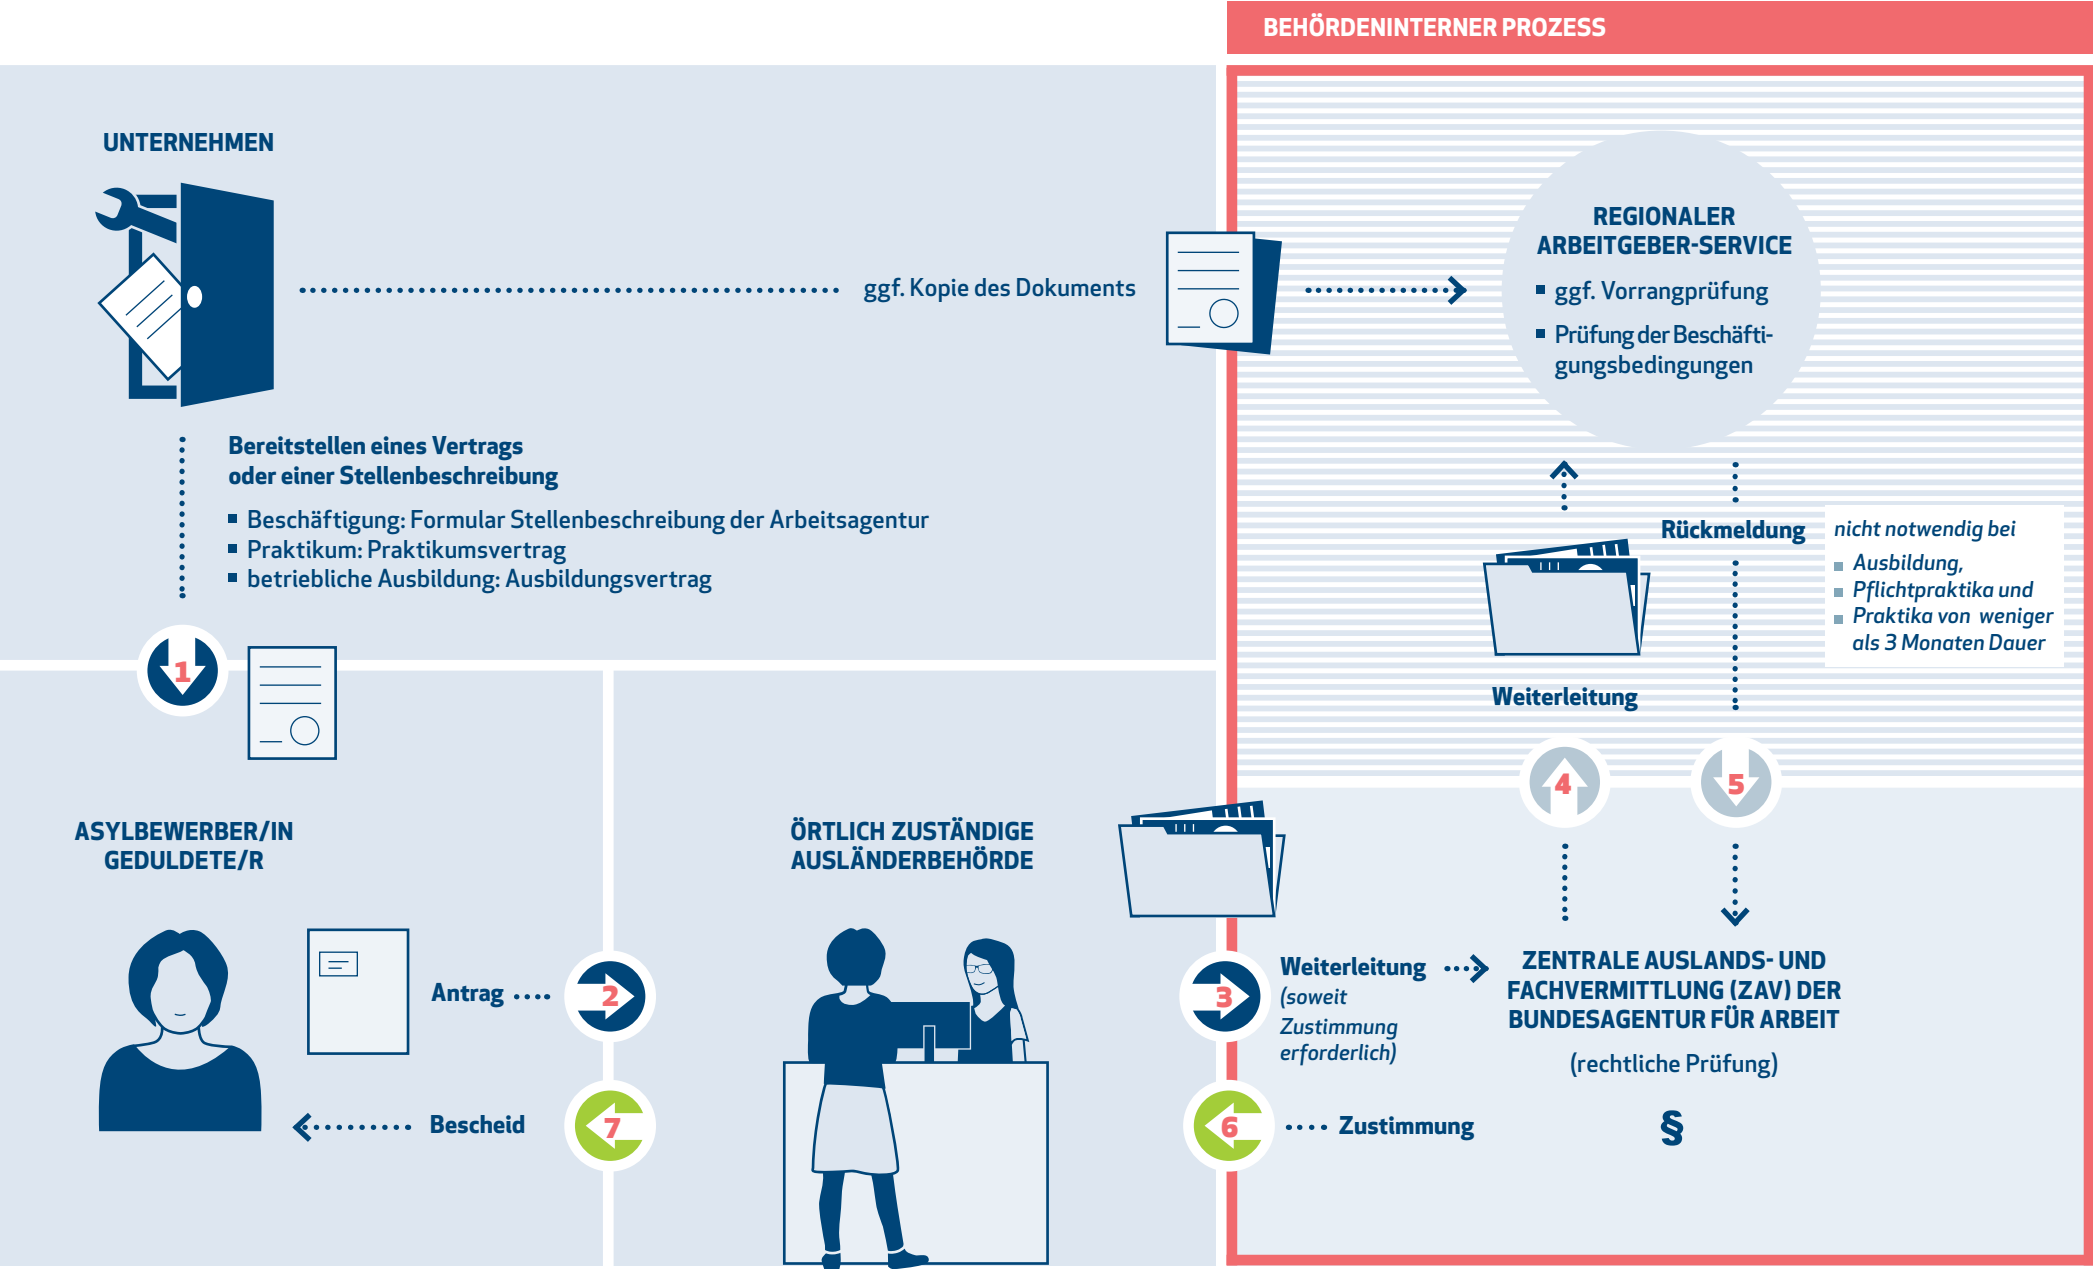 BEHÖRDENINTERNER PROZESS
UNTERNEHMEN
ggf. Kopie des Dokuments
REGIONALER
ARBEITGEBER-SERVICE
ggf. Vorrangprüfung
Prüfung der Beschäfti-
gungsbedingungen
Bereitstellen eines Vertrags
oder einer Stellenbeschreibung
Beschäftigung: Formular Stellenbeschreibung der Arbeitsagentur
Praktikum: Praktikumsvertrag
betriebliche Ausbildung: Ausbildungsvertrag
Rückmeldung
nicht notwendig bei
Ausbildung,
Pflichtpraktika und
Praktika von weniger
als 3 Monaten Dauer
Weiterleitung
1
4
5
ASYLBEWERBER/IN
GEDULDETE/R
ÖRTLICH ZUSTÄNDIGE
AUSLÄNDERBEHÖRDE
Antrag
2
3
Weiterleitung
(soweit
Zustimmung
erforderlich)
ZENTRALE AUSLANDS- UND
FACHVERMITTLUNG (ZAV) DER
BUNDESAGENTUR FÜR ARBEIT
(rechtliche Prüfung)
§
Bescheid
7
6
Zustimmung